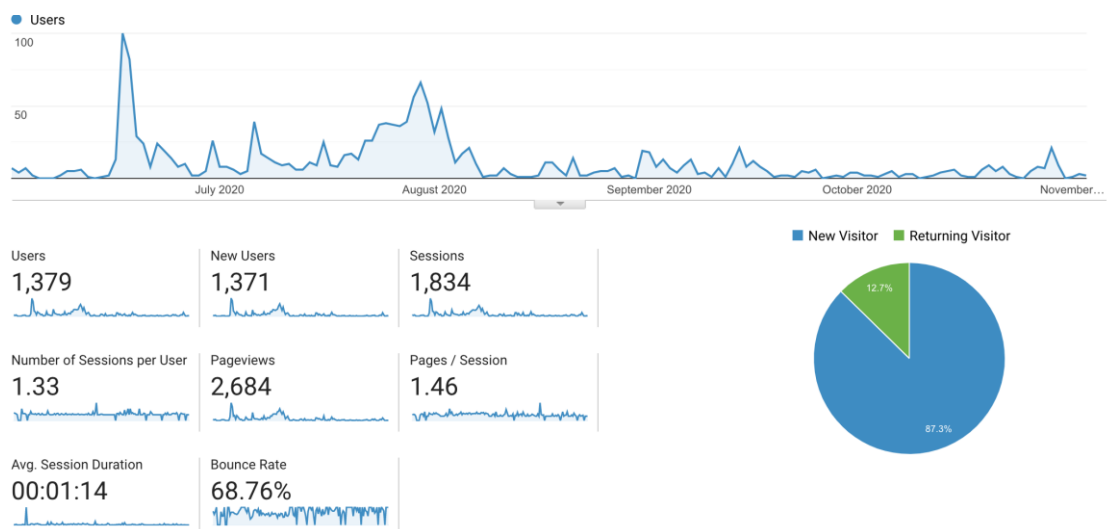 Users
100
50
July 2020
August 2020
September 2020
October 2020
November...
New Visitor
Returning Visitor
Users
New Users
Sessions
1,379
1,371
1,834
12.7%
Number of Sessions per User
Pageviews
Pages / Session
1.33
2,684
1.46
87.3%
Avg. Session Duration
Bounce Rate
00:01:14
68.76%